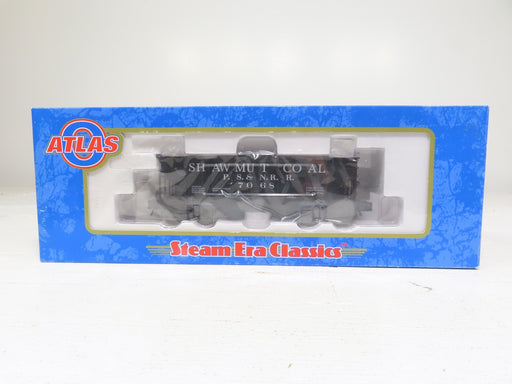 O
ATLAS
SHAWMUT COAL
P. S. & N. R. R.
7068
Steam Era Classics